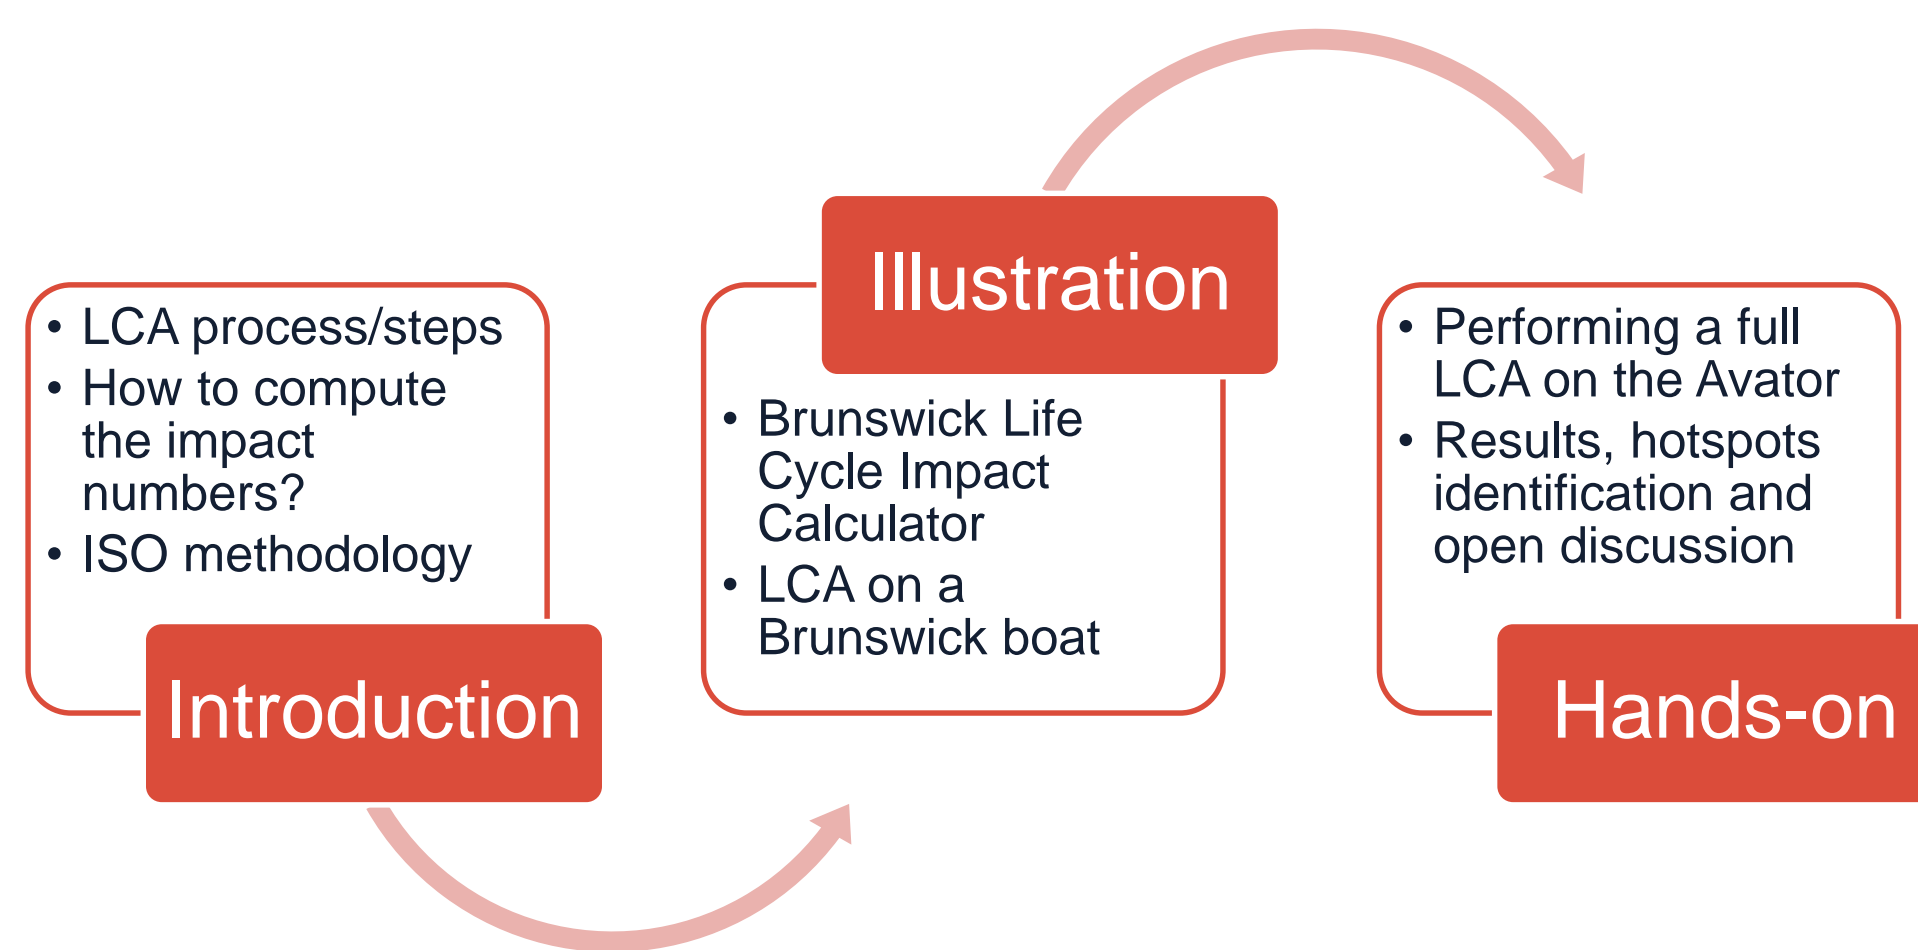 • LCA process/steps
• How to compute
the impact
numbers?
• ISO methodology
Introduction
Illustration
• Brunswick Life
Cycle Impact
Calculator
• LCA on a
Brunswick boat
• Performing a full
LCA on the Avator
• Results, hotspots
identification and
open discussion
Hands-on